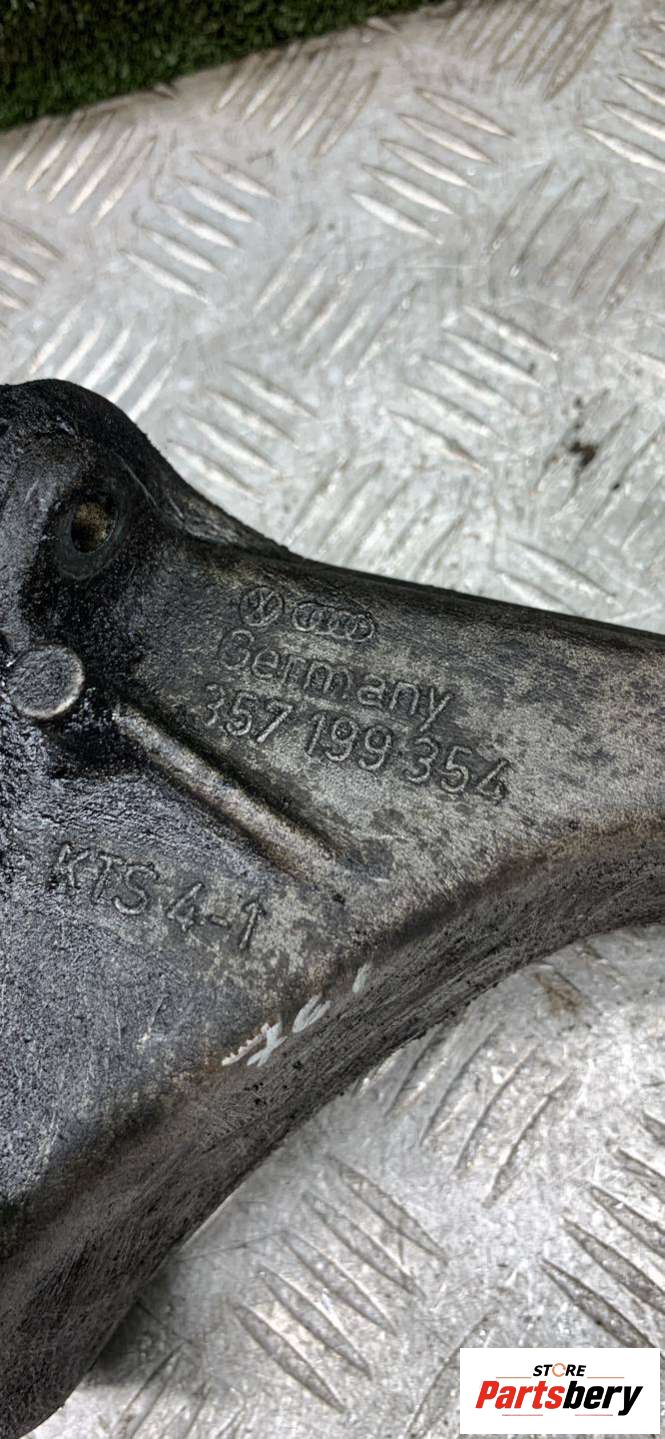 Germany
357 199 354
KTS 4-1
STORE
Partsbery